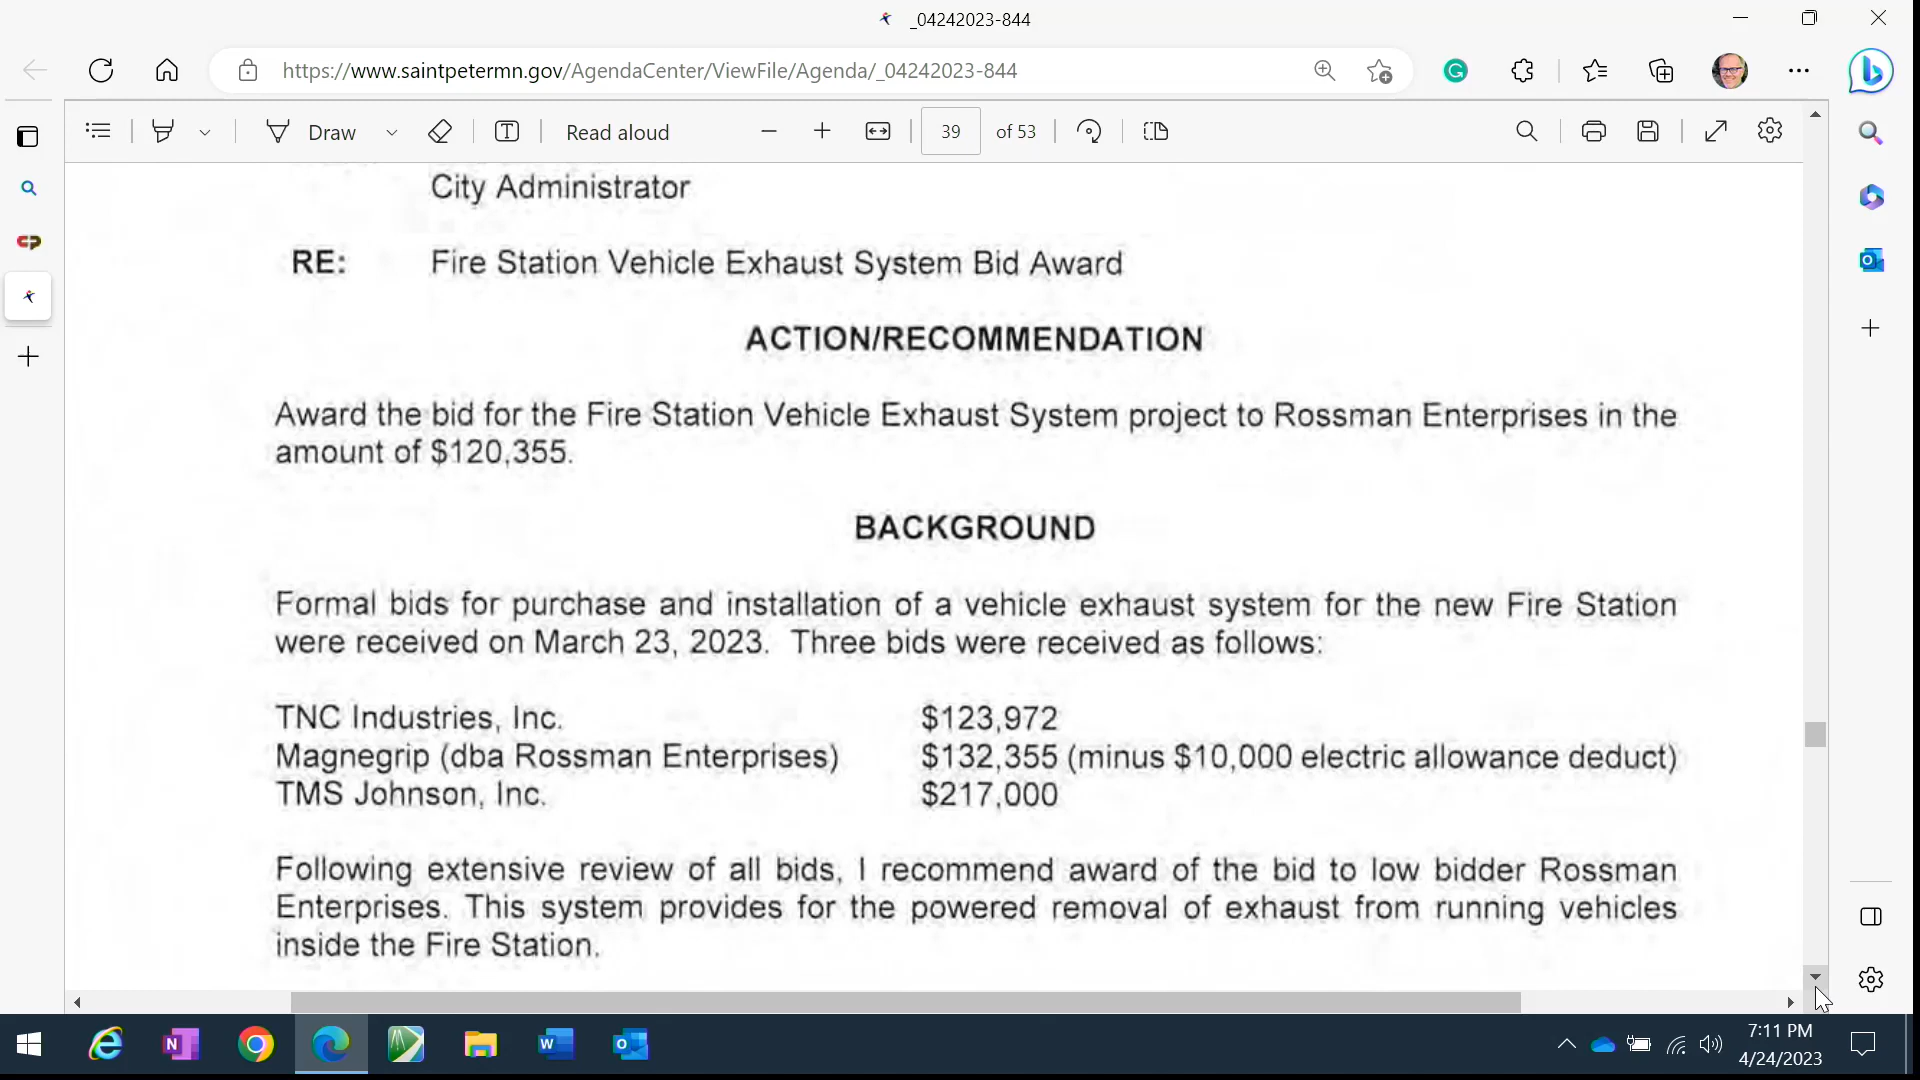 _04242023-844
https://www.saintpetermn.gov/AgendaCenter/ViewFile/Agenda/_04242023-844
Draw
Read aloud
39 of 53
City Administrator
RE: Fire Station Vehicle Exhaust System Bid Award
ACTION/RECOMMENDATION
Award the bid for the Fire Station Vehicle Exhaust System project to Rossman Enterprises in the
amount of $120,355.
BACKGROUND
Formal bids for purchase and installation of a vehicle exhaust system for the new Fire Station
were received on March 23, 2023. Three bids were received as follows:
TNC Industries, Inc. $123,972
Magnegrip (dba Rossman Enterprises) $132,355 (minus $10,000 electric allowance deduct)
TMS Johnson, Inc. $217,000
Following extensive review of all bids, I recommend award of the bid to low bidder Rossman
Enterprises. This system provides for the powered removal of exhaust from running vehicles
inside the Fire Station.
7:11 PM
4/24/2023